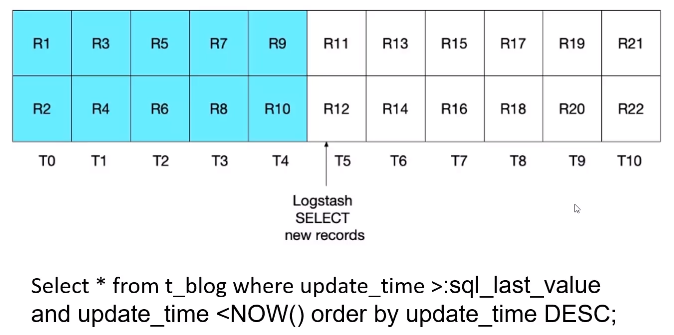 R1 R3 R5 R7 R9 R11 R13 R15 R17 R19 R21
R2 R4 R6 R8 R10 R12 R14 R16 R18 R20 R22
T0 T1 T2 T3 T4 T5 T6 T7 T8 T9 T10
Logstash
SELECT
new records
Select * from t_blog where update_time >:sql_last_value
and update_time <NOW() order by update_time DESC;